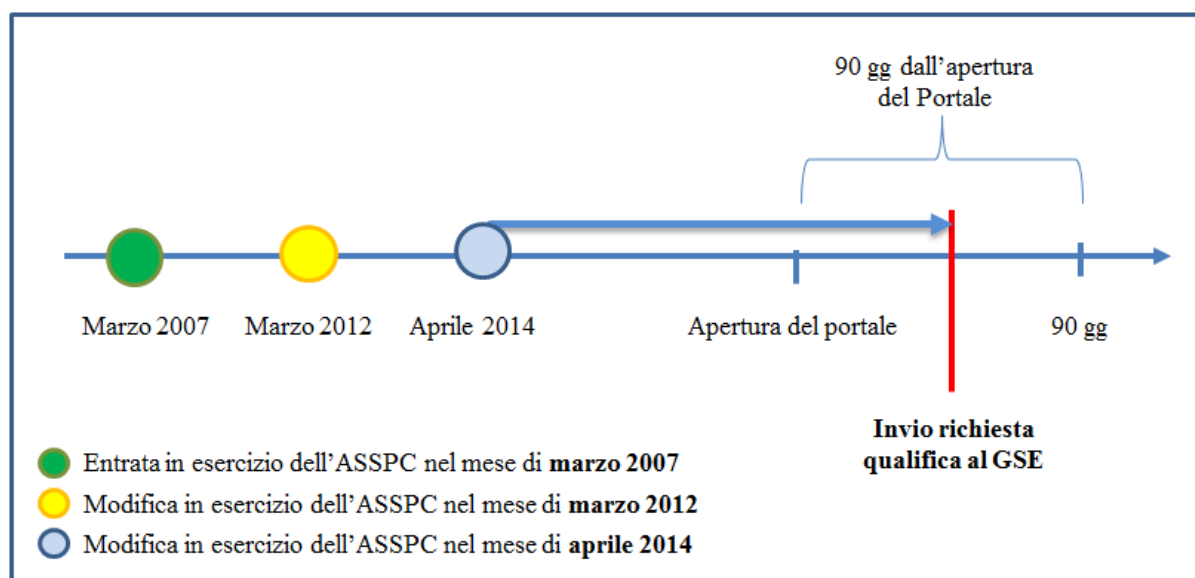 90 gg dall’apertura
del Portale
Marzo 2007
Marzo 2012
Aprile 2014
Apertura del portale
90 gg
Invio richiesta
qualifica al GSE
Entrata in esercizio dell’ASSPC nel mese di marzo 2007
Modifica in esercizio dell’ASSPC nel mese di marzo 2012
Modifica in esercizio dell’ASSPC nel mese di aprile 2014